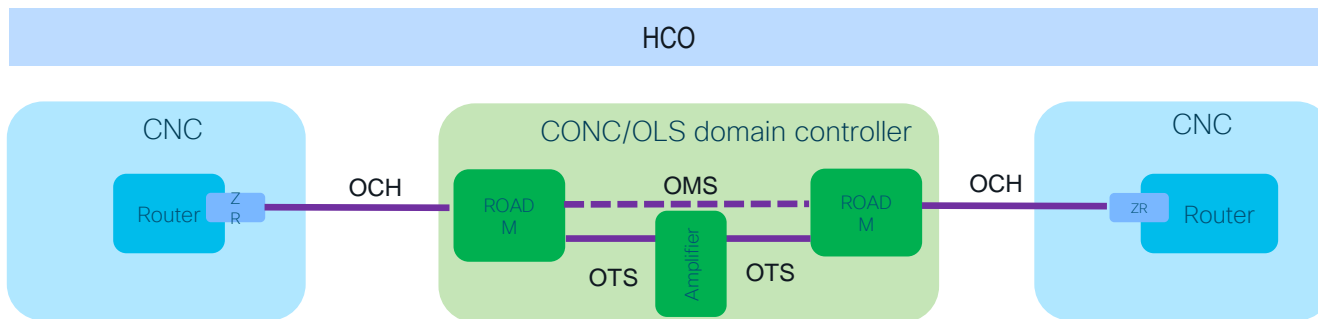 HCO
CNC
CONC/OLS domain controller
CNC
OCH
OMS
OCH
Router
Z
R
ROAD
M
ROAD
M
ZR
Router
Amplifier
OTS
OTS